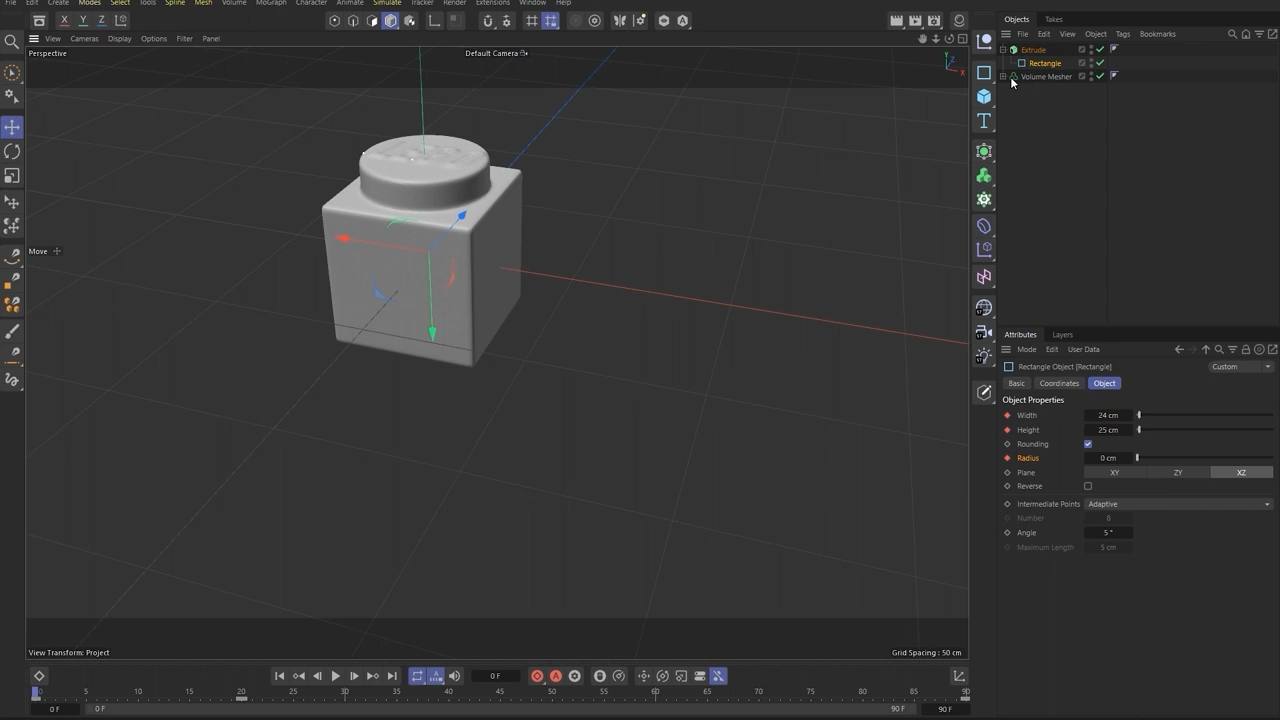 File Edit Create Modes Select Tools Spline Mesh Volume MoGraph Character Animate Simulate Tracker Render Extensions Window Help
Objects Takes
X Y Z
File Edit View Object Tags Bookmarks
View Cameras Display Options Filter Panel
Perspective
Default Camera
Extrude
Rectangle
Volume Mesher
Y
Z
X
T
Move
Attributes Layers
Mode Edit User Data
Rectangle Object [Rectangle]
Custom
Basic Coordinates Object
Object Properties
Width 24 cm
Height 25 cm
Rounding
Radius 0 cm
Plane XY ZY XZ
Reverse
Intermediate Points Adaptive
Number 8
Angle 5 °
Maximum Length 5 cm
View Transform: Project
Grid Spacing : 50 cm
0 F
0 5 10 15 20 25 30 35 40 45 50 55 60 65 70 75 80 85 90
0 F 0 F 90 F 90 F